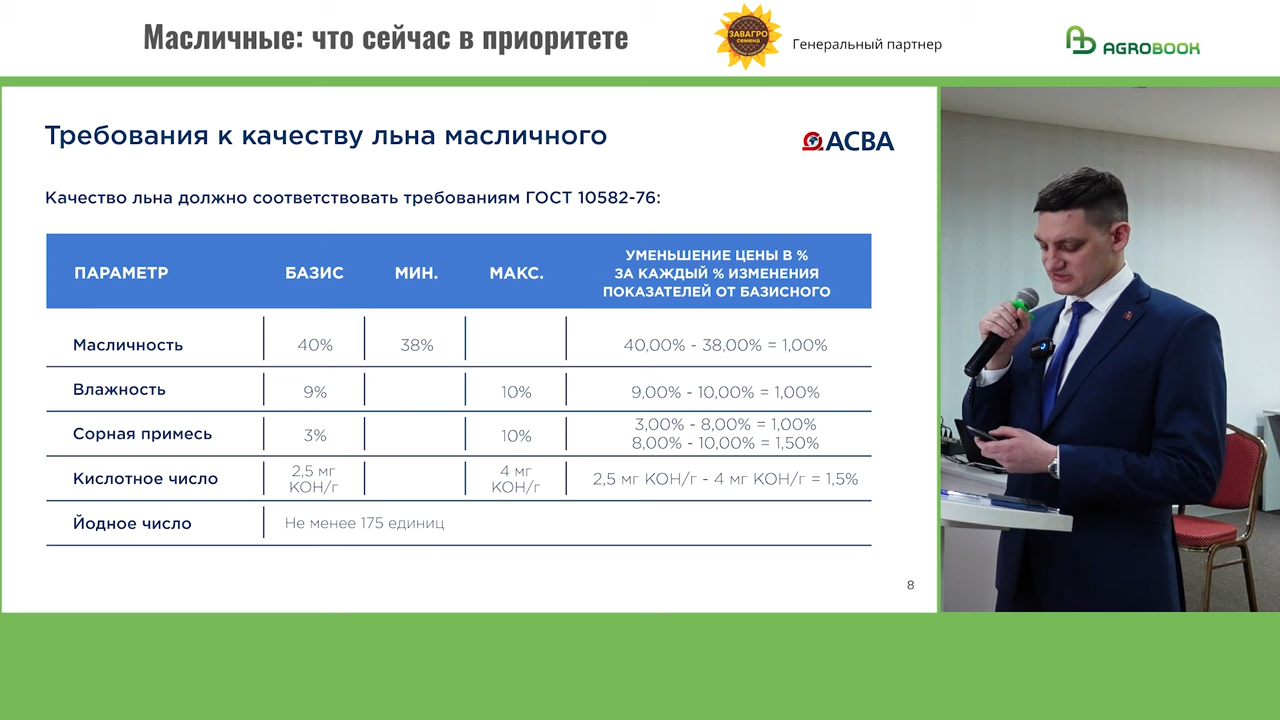 Масличные: что сейчас в приоритете
ЗАВАГРО
семена
Генеральный партнер
AGROBOOK
Требования к качеству льна масличного
АСВА
Качество льна должно соответствовать требованиям ГОСТ 10582-76:
ПАРАМЕТР БАЗИС МИН. МАКС. УМЕНЬШЕНИЕ ЦЕНЫ В %
ЗА КАЖДЫЙ % ИЗМЕНЕНИЯ
ПОКАЗАТЕЛЕЙ ОТ БАЗИСНОГО
Масличность 40% 38% 40,00% - 38,00% = 1,00%
Влажность 9% 10% 9,00% - 10,00% = 1,00%
Сорная примесь 3% 10% 3,00% - 8,00% = 1,00%
8,00% - 10,00% = 1,50%
Кислотное число 2,5 мг
КОН/г 4 мг
КОН/г 2,5 мг КОН/г - 4 мг КОН/г = 1,5%
Йодное число Не менее 175 единиц
8